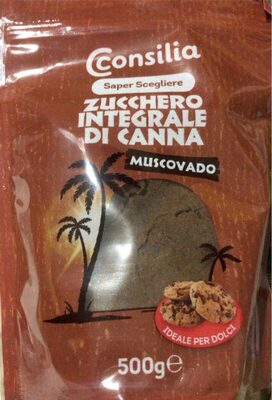 Consilia
Saper Scegliere
ZUCCHERO
INTEGRALE
DI CANNA
MUSCOVADO
IDEALE PER DOLCI
500g℮